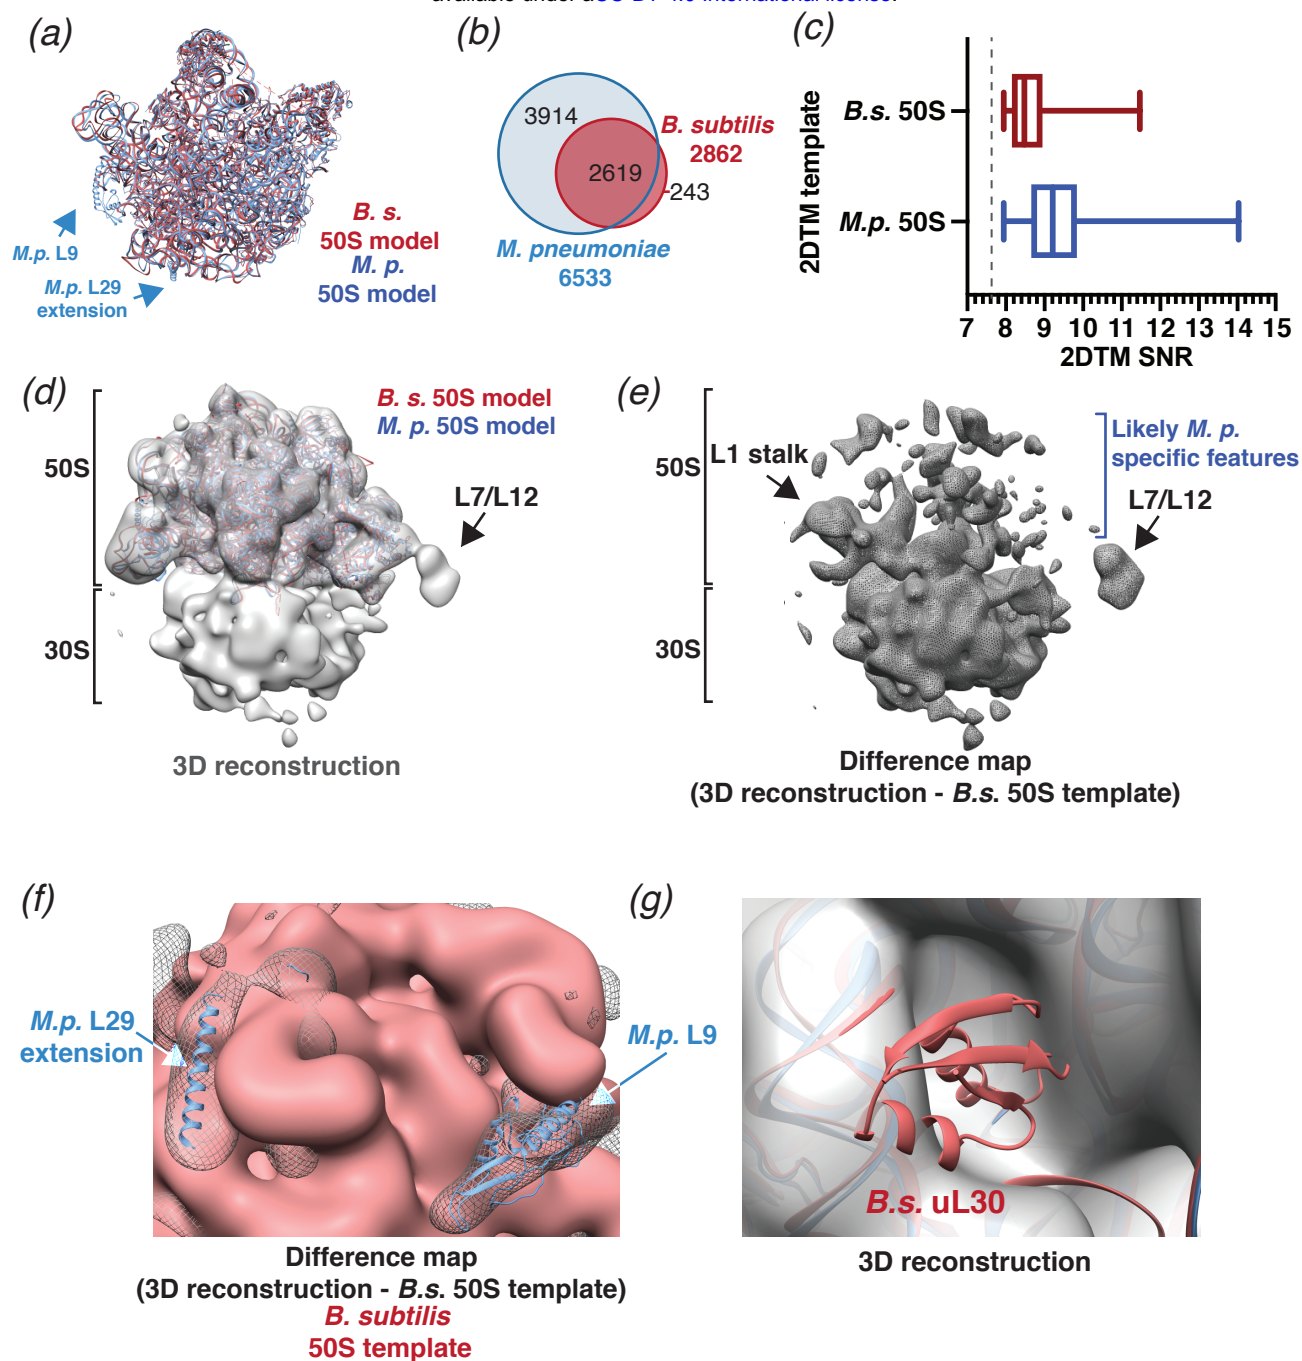 (a)
M.p. L9
M.p. L29
extension
B. s.
50S model
M. p.
50S model
(b)
3914
2619
B. subtilis
2862
243
M. pneumoniae
6533
(c)
2DTM template
B.s. 50S
M.p. 50S
7 8 9 10 11 12 13 14 15
2DTM SNR
(d)
50S
30S
B. s. 50S model
M. p. 50S model
L7/L12
3D reconstruction
(e)
50S
30S
L1 stalk
Likely M. p.
specific features
L7/L12
Difference map
(3D reconstruction - B.s. 50S template)
(f)
M.p. L29
extension
M.p. L9
Difference map
(3D reconstruction - B.s. 50S template)
B. subtilis
50S template
(g)
B.s. uL30
3D reconstruction